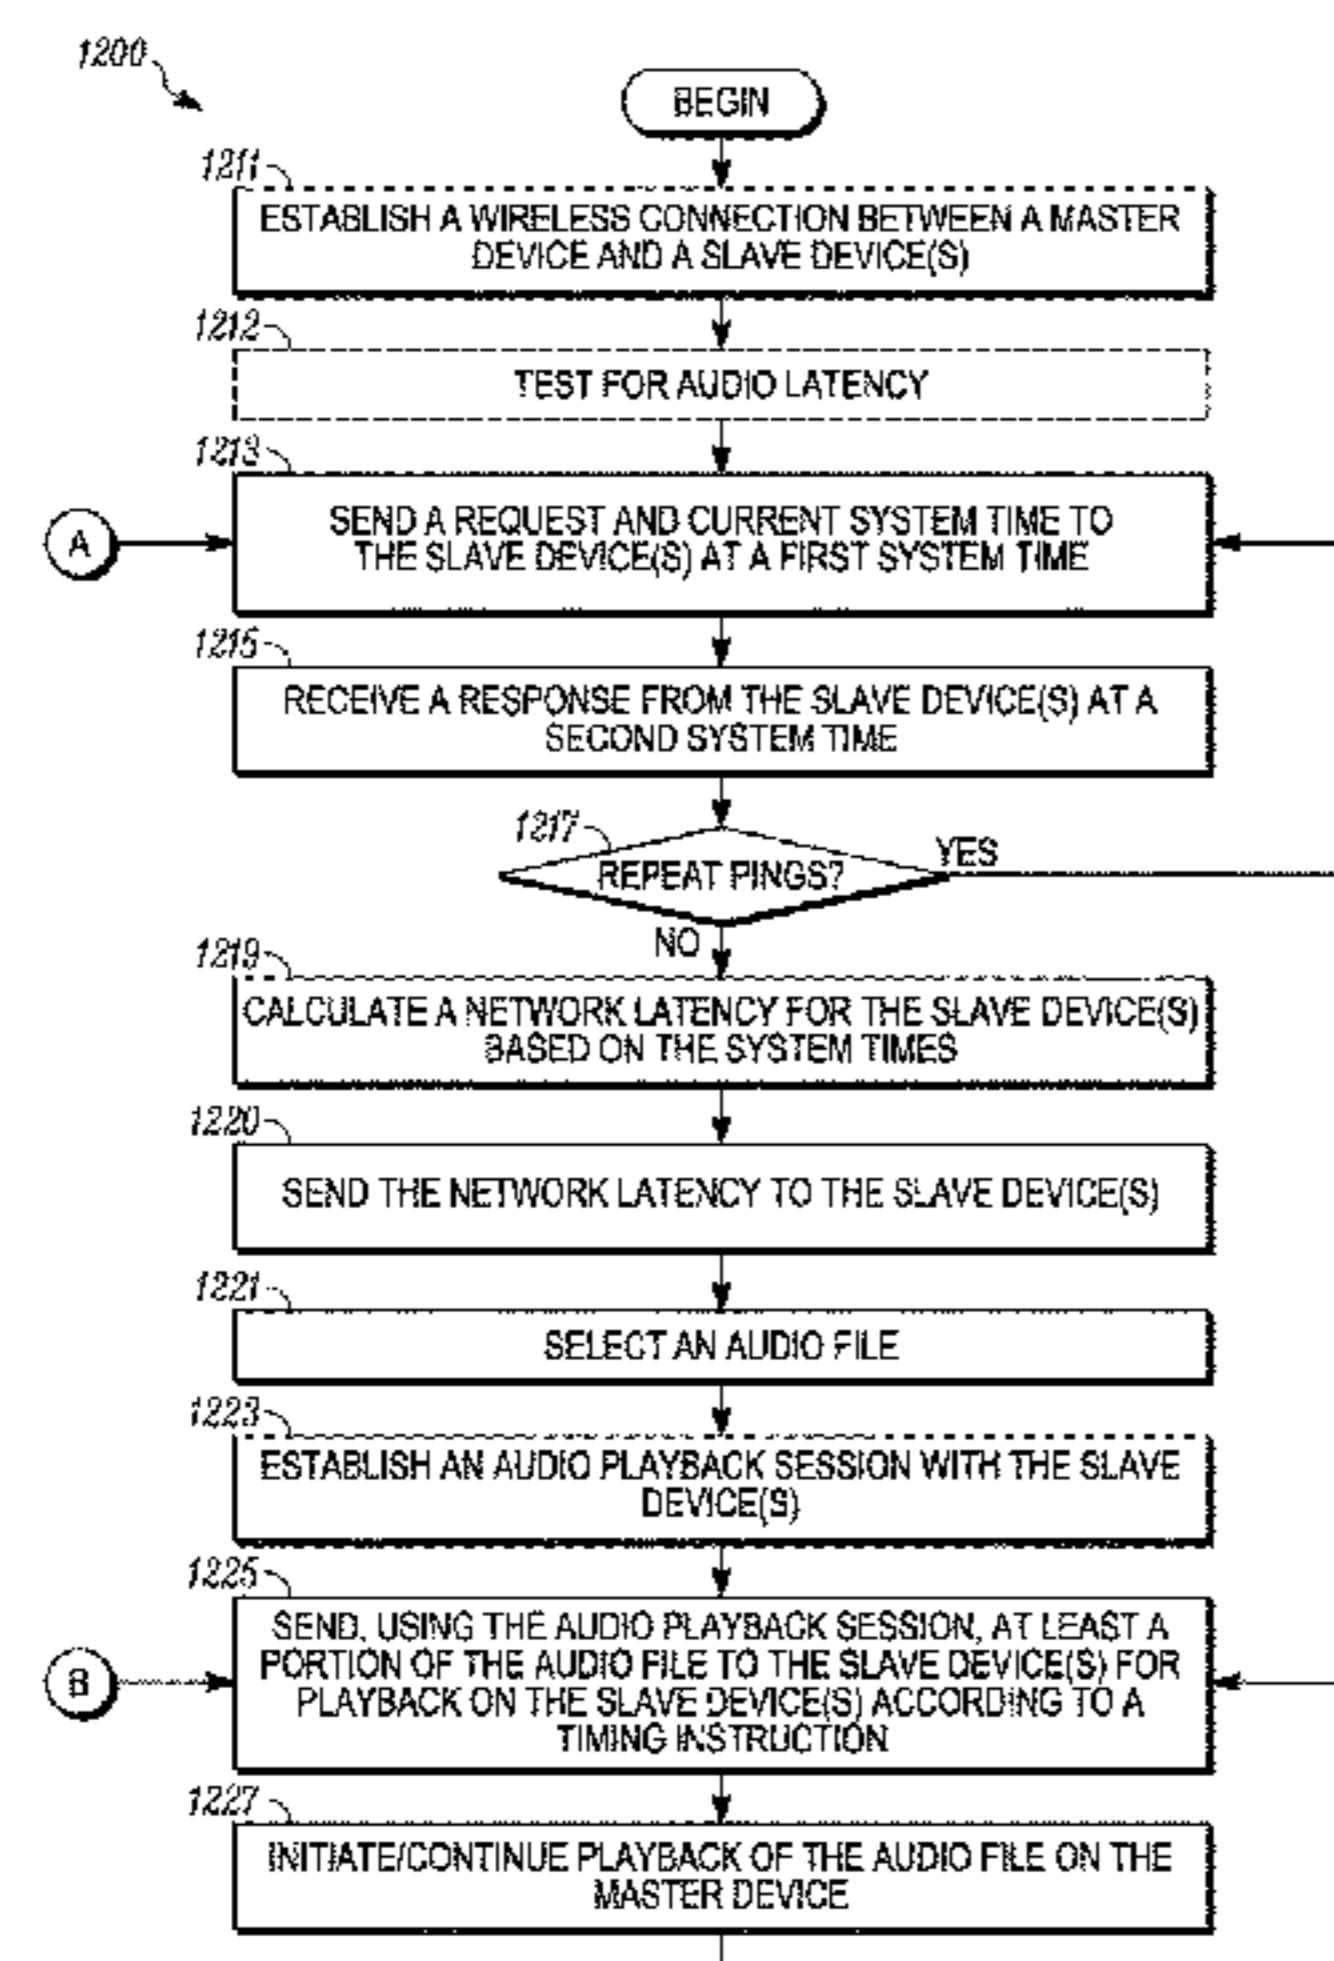 1200
BEGIN
1211
ESTABLISH A WIRELESS CONNECTION BETWEEN A MASTER
DEVICE AND A SLAVE DEVICE(S)
1212
TEST FOR AUDIO LATENCY
1213
SEND A REQUEST AND CURRENT SYSTEM TIME TO
THE SLAVE DEVICE(S) AT A FIRST SYSTEM TIME
A
1215
RECEIVE A RESPONSE FROM THE SLAVE DEVICE(S) AT A
SECOND SYSTEM TIME
1217
REPEAT PINGS?
YES
NO
1219
CALCULATE A NETWORK LATENCY FOR THE SLAVE DEVICE(S)
BASED ON THE SYSTEM TIMES
1220
SEND THE NETWORK LATENCY TO THE SLAVE DEVICE(S)
1221
SELECT AN AUDIO FILE
1223
ESTABLISH AN AUDIO PLAYBACK SESSION WITH THE SLAVE
DEVICE(S)
1225
SEND, USING THE AUDIO PLAYBACK SESSION, AT LEAST A
PORTION OF THE AUDIO FILE TO THE SLAVE DEVICE(S) FOR
PLAYBACK ON THE SLAVE DEVICE(S) ACCORDING TO A
TIMING INSTRUCTION
B
1227
INITIATE/CONTINUE PLAYBACK OF THE AUDIO FILE ON THE
MASTER DEVICE